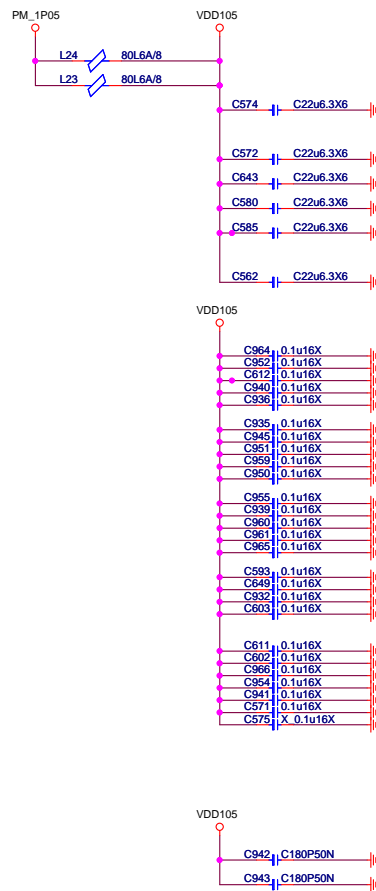 PM_1P05 VDD105
L24 80L6A/8
L23 80L6A/8
C574 C22u6.3X6
C572 C22u6.3X6
C643 C22u6.3X6
C580 C22u6.3X6
C585 C22u6.3X6
C562 C22u6.3X6
VDD105
C964 0.1u16X
C952 0.1u16X
C612 0.1u16X
C940 0.1u16X
C936 0.1u16X
C935 0.1u16X
C945 0.1u16X
C951 0.1u16X
C959 0.1u16X
C950 0.1u16X
C955 0.1u16X
C939 0.1u16X
C960 0.1u16X
C961 0.1u16X
C965 0.1u16X
C593 0.1u16X
C649 0.1u16X
C932 0.1u16X
C603 0.1u16X
C611 0.1u16X
C602 0.1u16X
C966 0.1u16X
C954 0.1u16X
C941 0.1u16X
C571 0.1u16X
C575 X_0.1u16X
VDD105
C942 C180P50N
C943 C180P50N